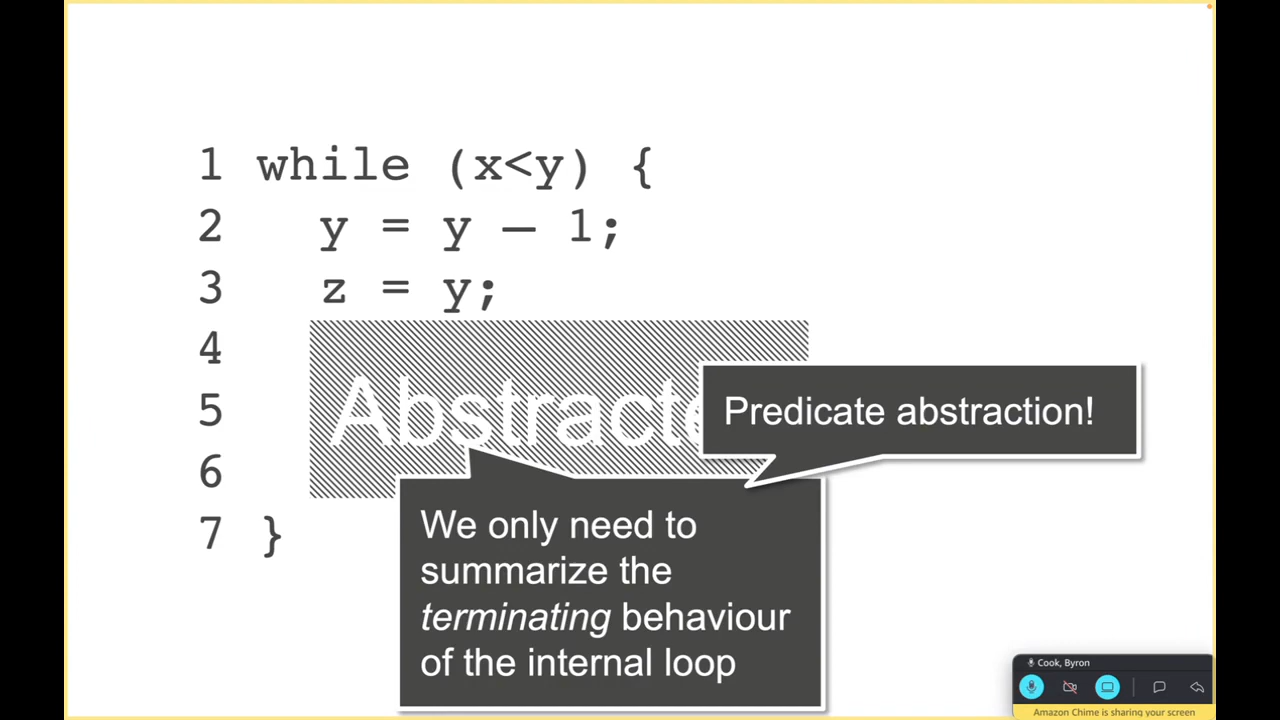 1 while (x<y) {
2 y = y – 1;
3 z = y;
4
5
6
7 }
Abstracte
Predicate abstraction!
We only need to
summarize the
terminating behaviour
of the internal loop
Cook, Byron
Amazon Chime is sharing your screen